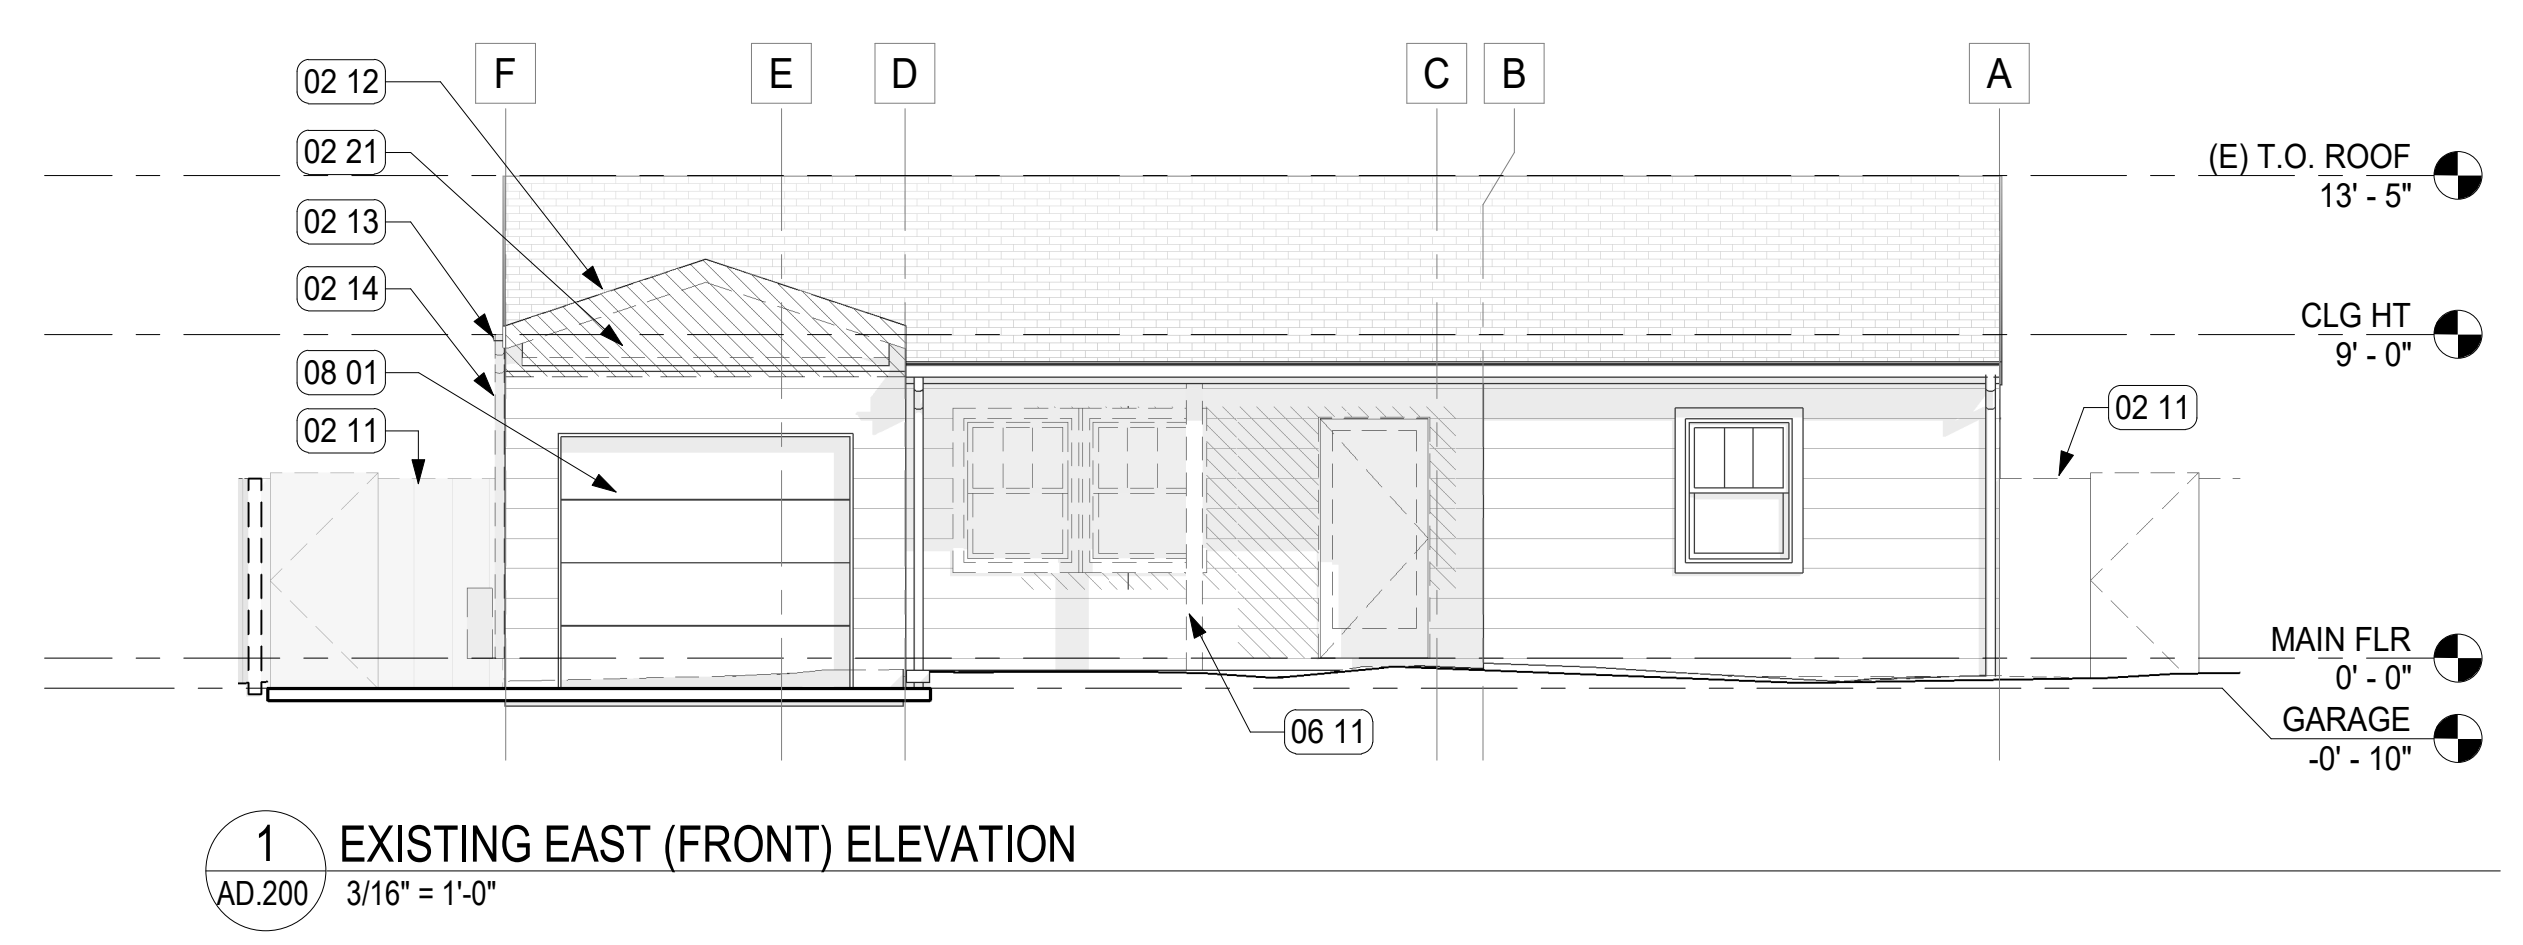 F
E
D
C
B
A
02 12
02 21
02 13
02 14
08 01
02 11
02 11
06 11
(E) T.O. ROOF
13' - 5"
CLG HT
9' - 0"
MAIN FLR
0' - 0"
GARAGE
-0' - 10"
1
EXISTING EAST (FRONT) ELEVATION
AD.200
3/16" = 1'-0"